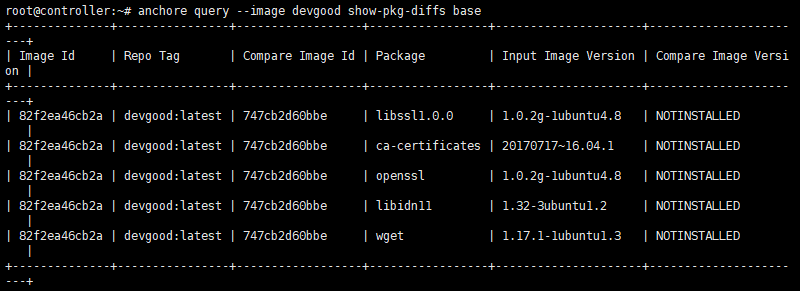 root@controller:~# anchore query --image devgood show-pkg-diffs base
+--------------+----------------+------------------+-----------------+----------------------+-----------------------
---+
| Image Id     | Repo Tag       | Compare Image Id | Package         | Input Image Version  | Compare Image Versi
on |
+--------------+----------------+------------------+-----------------+----------------------+-----------------------
---+
| 82f2ea46cb2a | devgood:latest | 747cb2d60bbe     | libssl1.0.0     | 1.0.2g-1ubuntu4.8    | NOTINSTALLED
   |
| 82f2ea46cb2a | devgood:latest | 747cb2d60bbe     | ca-certificates | 20170717~16.04.1     | NOTINSTALLED
   |
| 82f2ea46cb2a | devgood:latest | 747cb2d60bbe     | openssl         | 1.0.2g-1ubuntu4.8    | NOTINSTALLED
   |
| 82f2ea46cb2a | devgood:latest | 747cb2d60bbe     | libidn11        | 1.32-3ubuntu1.2      | NOTINSTALLED
   |
| 82f2ea46cb2a | devgood:latest | 747cb2d60bbe     | wget            | 1.17.1-1ubuntu1.3    | NOTINSTALLED
   |
+--------------+----------------+------------------+-----------------+----------------------+-----------------------
---+